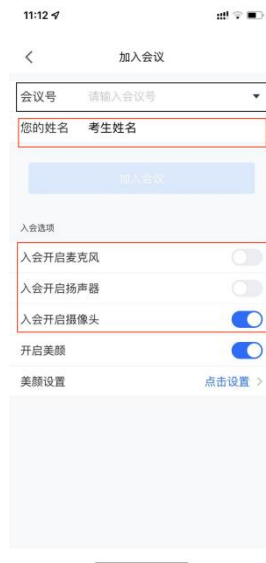 11:12
加入会议
会议号 请输入会议号
您的姓名 考生姓名
加入会议
入会选项
入会开启麦克风
入会开启扬声器
入会开启摄像头
开启美颜
美颜设置 点击设置 >